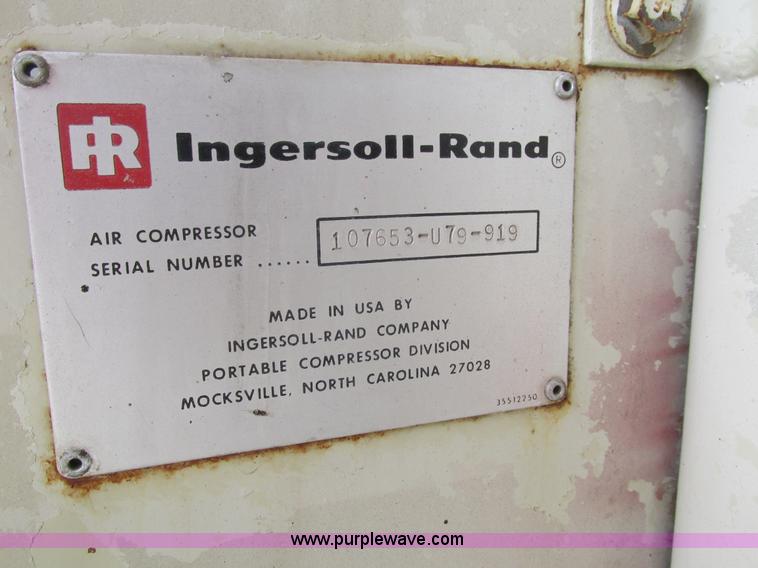 IR Ingersoll-Rand®
AIR COMPRESSOR
SERIAL NUMBER ...... 107653-U79-919
MADE IN USA BY
INGERSOLL-RAND COMPANY
PORTABLE COMPRESSOR DIVISION
MOCKSVILLE, NORTH CAROLINA 27028
35512250
www.purplewave.com